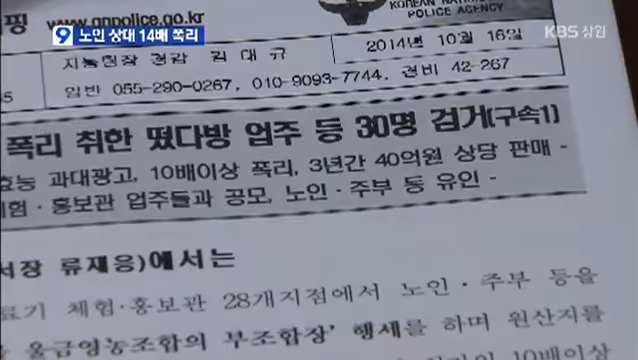 핑
www.gnpolice.go.kr
9 노인 상대 14배 폭리
KBS 창원
KOREAN NATIONAL
POLICE AGENCY
지능팀장 경감 김 대 규
2014년 10월 16일
일반 055-290-0267, 010-9093-7744, 경비 42-267
폭리 취한 떴다방 업주 등 30명 검거(구속1)
효능 과대광고, 10배이상 폭리, 3년간 40억원 상당 판매 -
체험·홍보관 업주들과 공모, 노인·주부 등 유인 -
서장 류재응)에서는
료기 체험·홍보관 28개지점에서 노인·주부 등을
울금영농조합의 부조합장' 행세를 하며 원산지를
10배이상